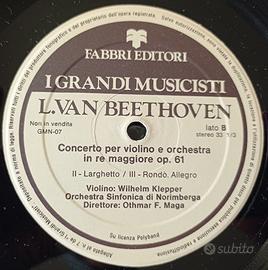 FABBRI EDITORI
I GRANDI MUSICISTI
L.VAN BEETHOVEN
Non in vendita
GMN-07
lato B
stereo 33 1/3
Concerto per violino e orchestra
in re maggiore op. 61
II - Larghetto / III - Rondò, Allegro
Violino: Wilhelm Klepper
Orchestra Sinfonica di Norimberga
Direttore: Othmar F. Maga
Su licenza Polyband
subito